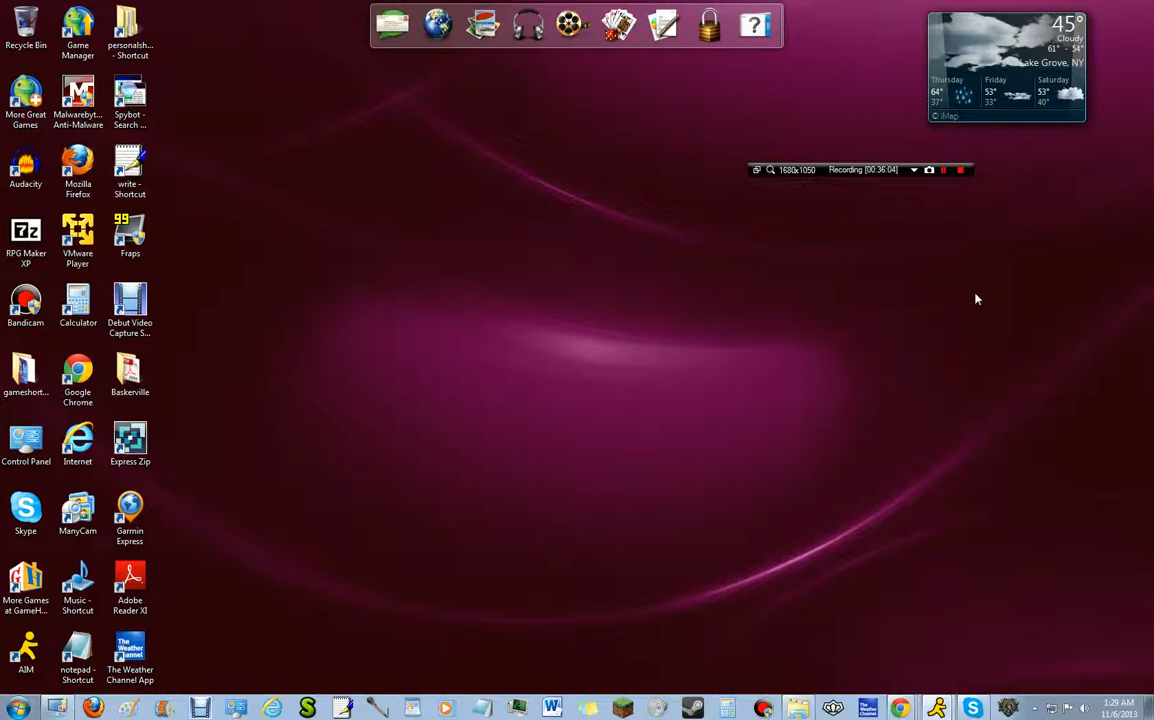 Recycle Bin
Game
Manager
personalsh...
- Shortcut
More Great
Games
Malwarebyt...
Anti-Malware
Spybot -
Search ...
Audacity
Mozilla
Firefox
write -
Shortcut
RPG Maker
XP
VMware
Player
99
Fraps
Bandicam
Calculator
Debut Video
Capture S...
gameshort...
Google
Chrome
Baskerville
Control Panel
Internet
Express Zip
Skype
ManyCam
Garmin
Express
More Games
at GameH...
Music -
Shortcut
Adobe
Reader XI
AIM
notepad -
Shortcut
The
Weather
Channel
The Weather
Channel App
45°
Cloudy
61° - 54°
Lake Grove, NY
Thursday Friday Saturday
64° 53° 53°
37° 33° 40°
© iMap
1680x1050 Recording [00:36:04]
1:29 AM
11/6/2013